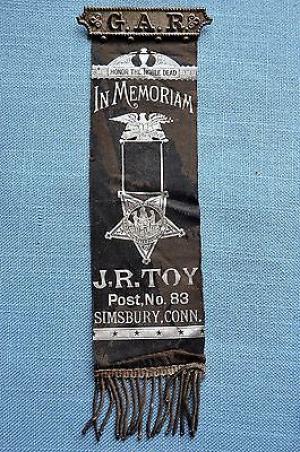 G.A.R
HONOR THE NOBLE DEAD
IN MEMORIAM
J.R.TOY
Post, No. 83
SIMSBURY, CONN.